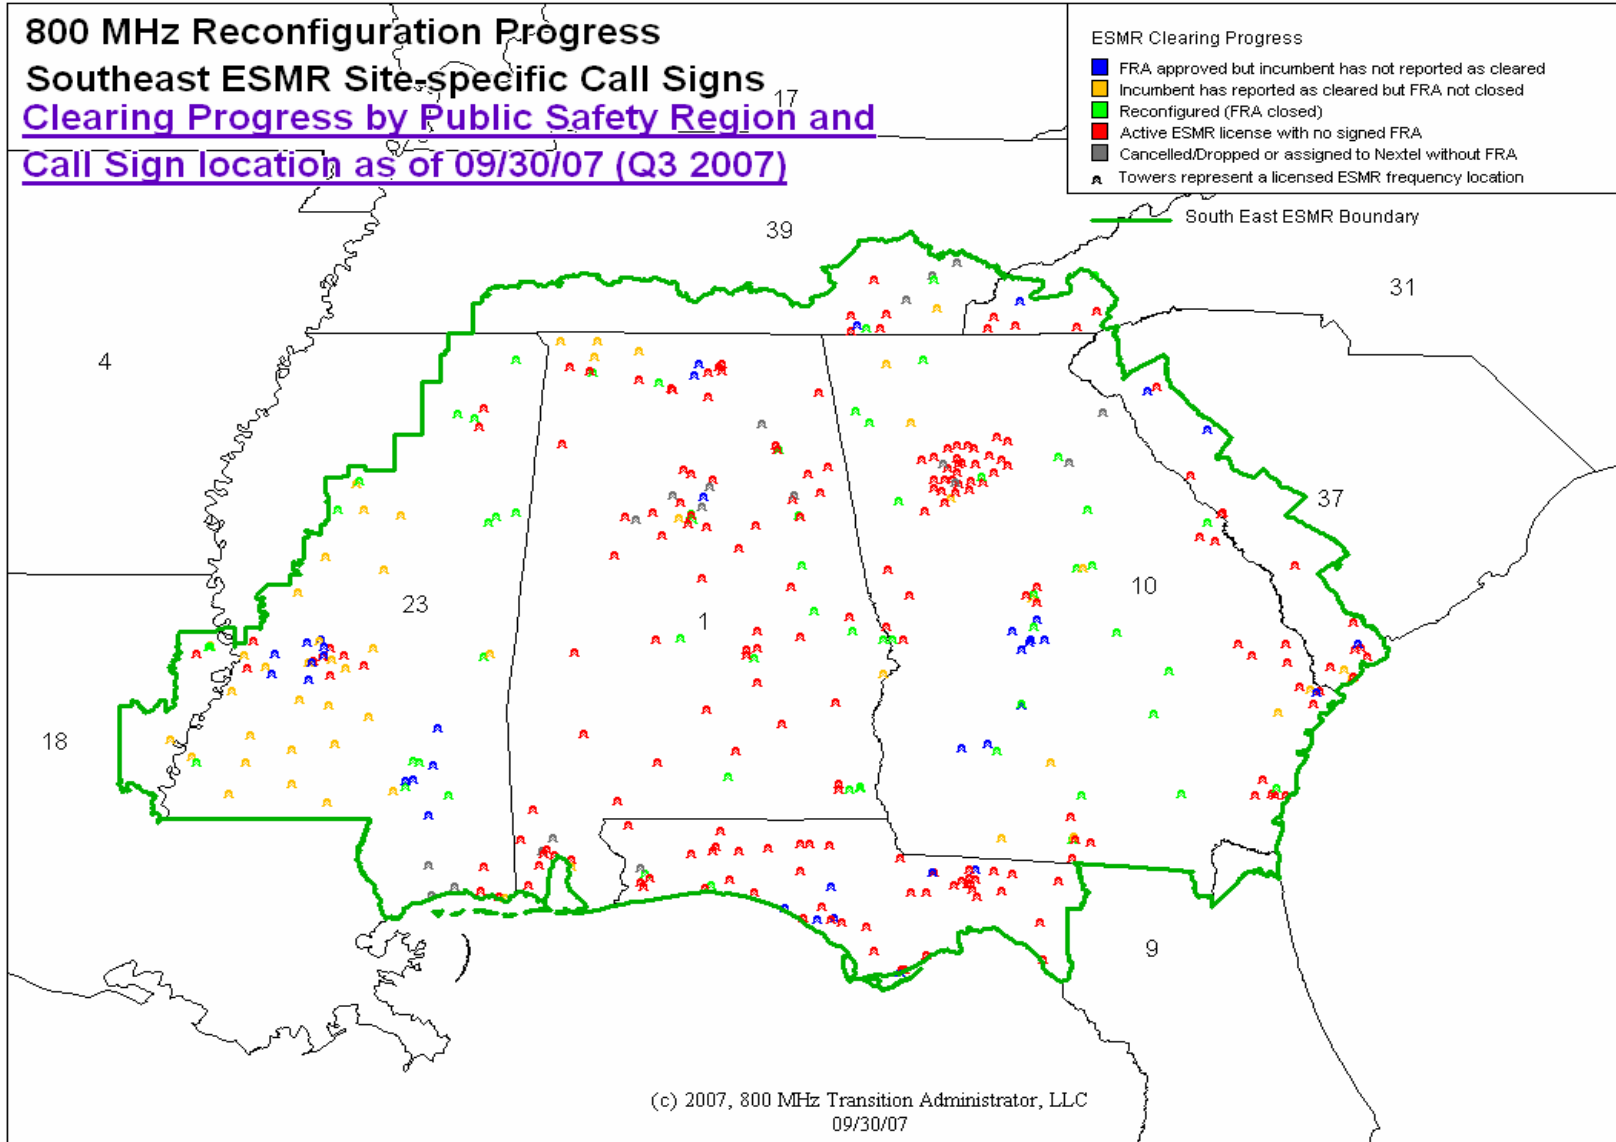 800 MHz Reconfiguration Progress
Southeast ESMR Site-specific Call Signs
Clearing Progress by Public Safety Region and
Call Sign location as of 09/30/07 (Q3 2007)
ESMR Clearing Progress
FRA approved but incumbent has not reported as cleared
Incumbent has reported as cleared but FRA not closed
Reconfigured (FRA closed)
Active ESMR license with no signed FRA
Cancelled/Dropped or assigned to Nextel without FRA
Towers represent a licensed ESMR frequency location
South East ESMR Boundary
17
39
31
4
37
10
23
1
18
9
(c) 2007, 800 MHz Transition Administrator, LLC
09/30/07